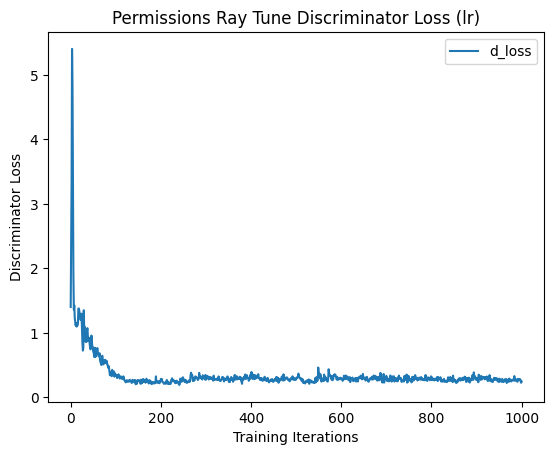 Permissions Ray Tune Discriminator Loss (lr)
d_loss
Discriminator Loss
5
4
3
2
1
0
0 200 400 600 800 1000
Training Iterations